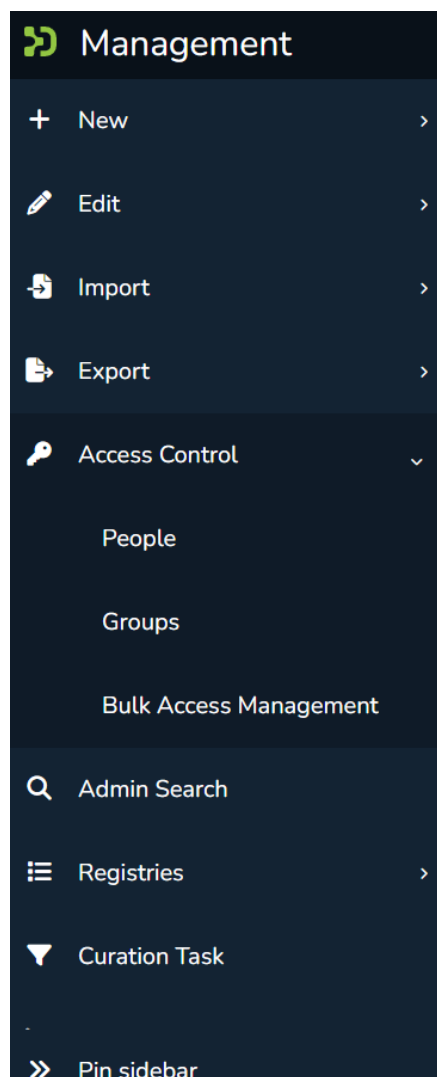 Management
New
Edit
Import
Export
Access Control
People
Groups
Bulk Access Management
Admin Search
Registries
Curation Task
Pin sidebar